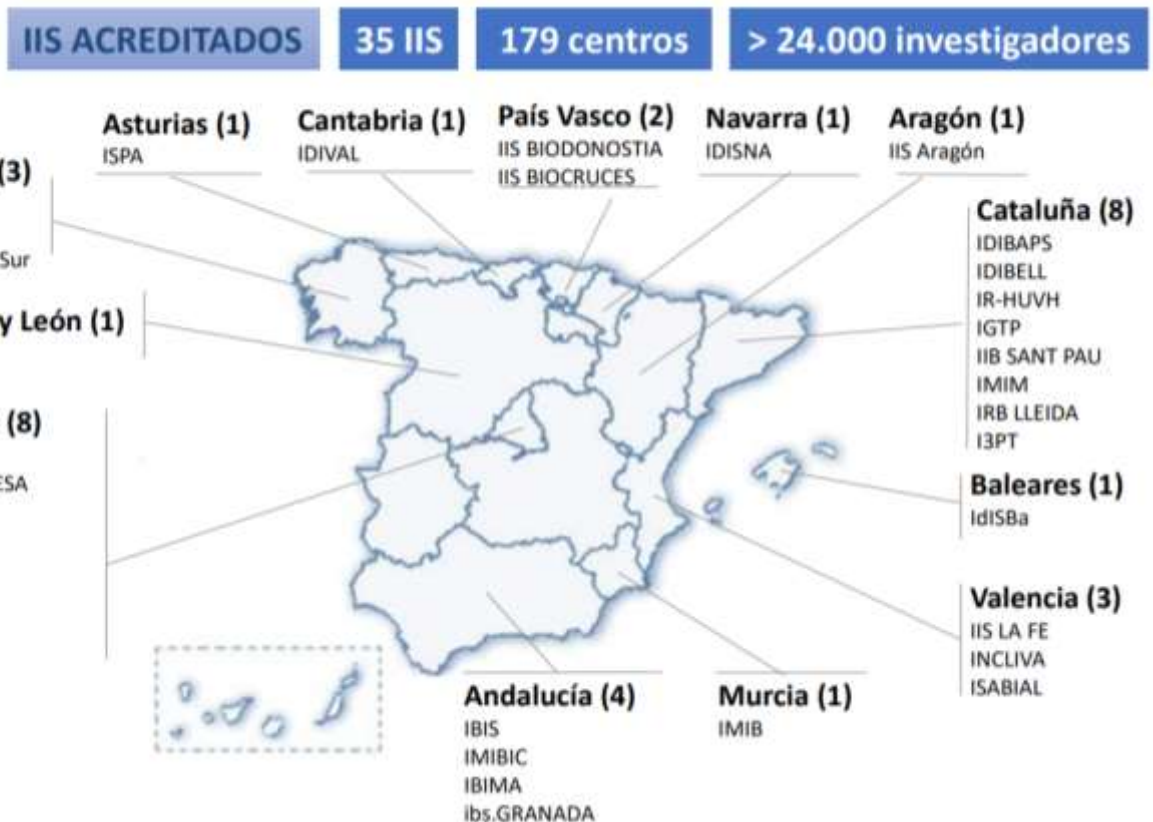 IIS ACREDITADOS
35 IIS
179 centros
> 24.000 investigadores
Asturias (1)
ISPA
Cantabria (1)
IDIVAL
País Vasco (2)
IIS BIODONOSTIA
IIS BIOCRUCES
Navarra (1)
IDISNA
Aragón (1)
IIS Aragón
(3)
Sur
y León (1)
(8)
ESA
Cataluña (8)
IDIBAPS
IDIBELL
IR-HUVH
IGTP
IIB SANT PAU
IMIM
IRB LLEIDA
I3PT
Baleares (1)
IdISBa
Valencia (3)
IIS LA FE
INCLIVA
ISABIAL
Andalucía (4)
IBIS
IMIBIC
IBIMA
ibs.GRANADA
Murcia (1)
IMIB